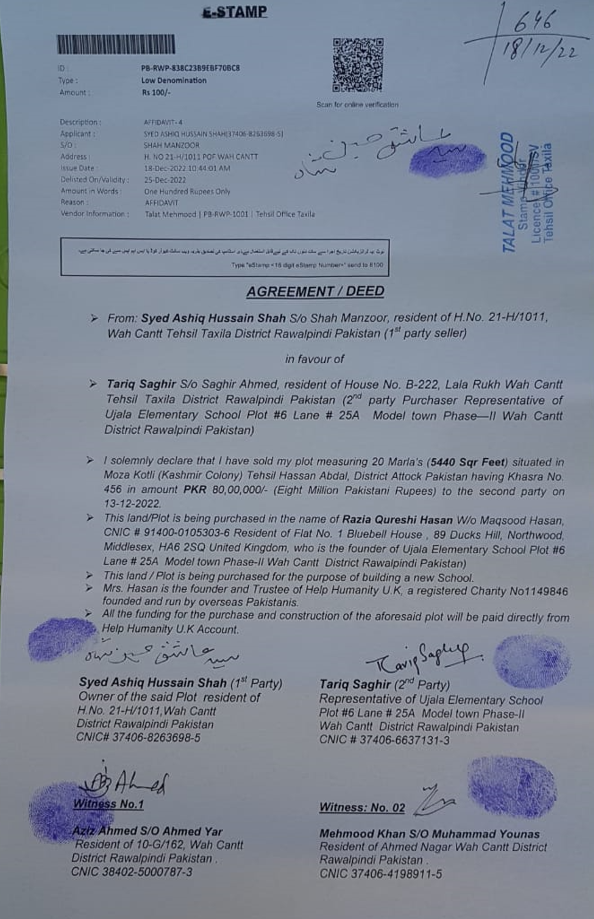 E-STAMP
646
18/12/22
ID : PB-RWP-838C23B9EBF70BC8
Type : Low Denomination
Amount : Rs 100/-
Scan for online verification
Description : AFFIDAVIT- 4
Applicant : SYED ASHIQ HUSSAIN SHAH[37406-8263698-5]
S/O : SHAH MANZOOR
Address : H. NO 21-H/1011 POF WAH CANTT
Issue Date : 18-Dec-2022 10:44:01 AM
Delisted On/Validity : 25-Dec-2022
Amount in Words : One Hundred Rupees Only
Reason : AFFIDAVIT
Vendor Information : Talat Mehmood | PB-RWP-1001 | Tehsil Office Taxila
سید عاشق حسین شاہ
TALAT MEHMOOD
Stamp Vendor
Tehsil Office Taxila
Type "eStamp <16 digit eStamp Number>" send to 8100
AGREEMENT / DEED
➢ From: Syed Ashiq Hussain Shah S/o Shah Manzoor, resident of H.No. 21-H/1011,
Wah Cantt Tehsil Taxila District Rawalpindi Pakistan (1st party seller)
in favour of
➢ Tariq Saghir S/o Saghir Ahmed, resident of House No. B-222, Lala Rukh Wah Cantt
Tehsil Taxila District Rawalpindi Pakistan (2nd party Purchaser Representative of
Ujala Elementary School Plot #6 Lane # 25A Model town Phase—II Wah Cantt
District Rawalpindi Pakistan)
➢ I solemnly declare that I have sold my plot measuring 20 Marla's (5440 Sqr Feet) situated in
Moza Kotli (Kashmir Colony) Tehsil Hassan Abdal, District Attock Pakistan having Khasra No.
456 in amount PKR 80,00,000/- (Eight Million Pakistani Rupees) to the second party on
13-12-2022.
➢ This land/Plot is being purchased in the name of Razia Qureshi Hasan W/o Maqsood Hasan,
CNIC # 91400-0105303-6 Resident of Flat No. 1 Bluebell House , 89 Ducks Hill, Northwood,
Middlesex, HA6 2SQ United Kingdom, who is the founder of Ujala Elementary School Plot #6
Lane # 25A Model town Phase-II Wah Cantt District Rawalpindi Pakistan)
➢ This land / Plot is being purchased for the purpose of building a new School.
➢ Mrs. Hasan is the founder and Trustee of Help Humanity U.K, a registered Charity No1149846
founded and run by overseas Pakistanis.
➢ All the funding for the purchase and construction of the aforesaid plot will be paid directly from
Help Humanity U.K Account.
سید عاشق حسین شاہ
Tariq Saghir
Syed Ashiq Hussain Shah (1st Party)
Owner of the said Plot resident of
H.No. 21-H/1011,Wah Cantt
District Rawalpindi Pakistan
CNIC# 37406-8263698-5
Tariq Saghir (2nd Party)
Representative of Ujala Elementary School
Plot #6 Lane # 25A Model town Phase-II
Wah Cantt District Rawalpindi Pakistan
CNIC # 37406-6637131-3
Ahmed
Witness No.1
Aziz Ahmed S/O Ahmed Yar
Resident of 10-G/162, Wah Cantt
District Rawalpindi Pakistan .
CNIC 38402-5000787-3
Witness: No. 02
Mehmood Khan S/O Muhammad Younas
Resident of Ahmed Nagar Wah Cantt District
Rawalpindi Pakistan .
CNIC 37406-4198911-5